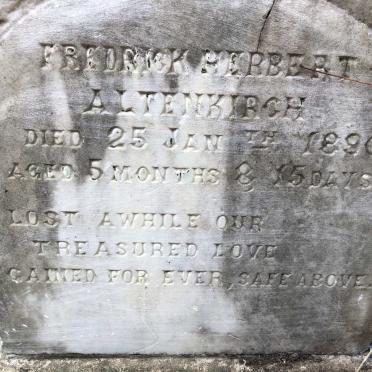 FREDRICK HERBERT
ALTENKIRCH
DIED 25 JAN TH 1890
AGED 5 MONTHS & 15 DAYS
LOST AWHILE OUR
TREASURED LOVE
GAINED FOR EVER, SAFE ABOVE.